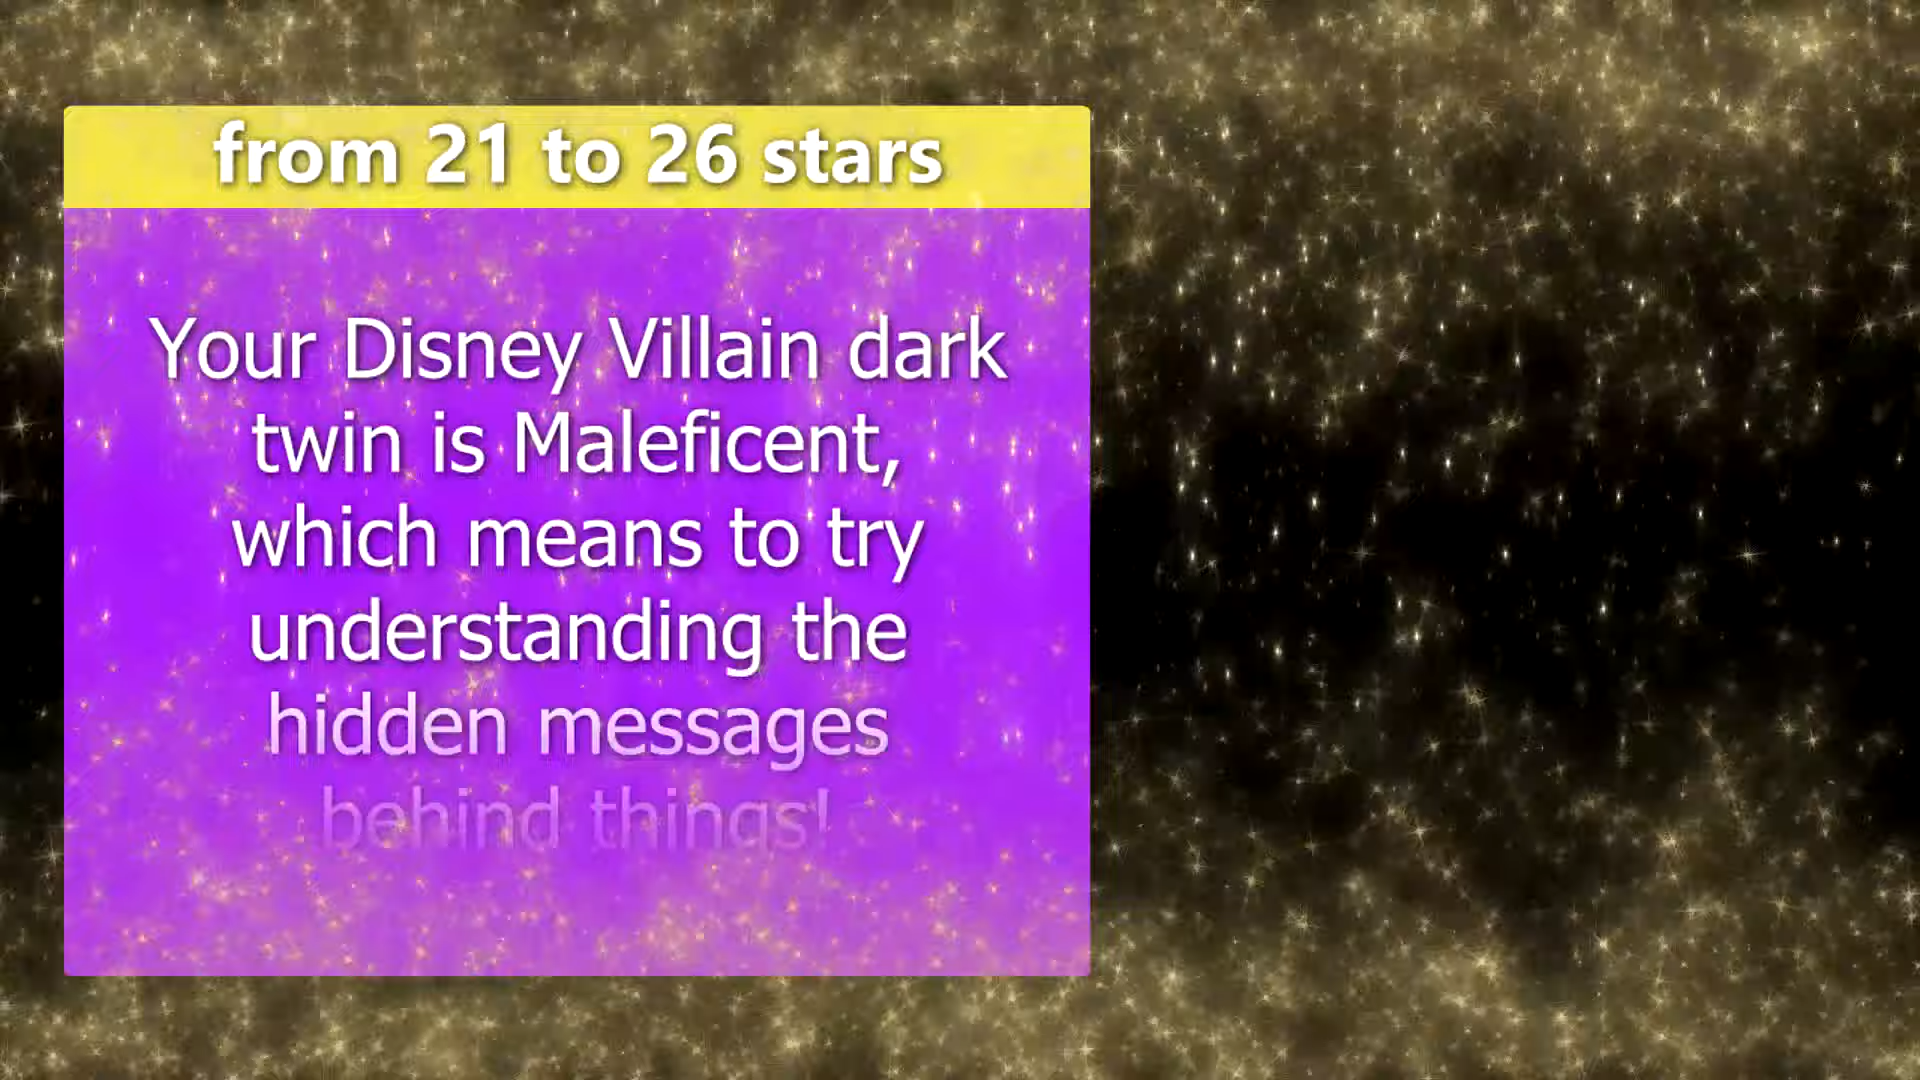 from 21 to 26 stars
Your Disney Villain dark
twin is Maleficent,
which means to try
understanding the
hidden messages
behind things!